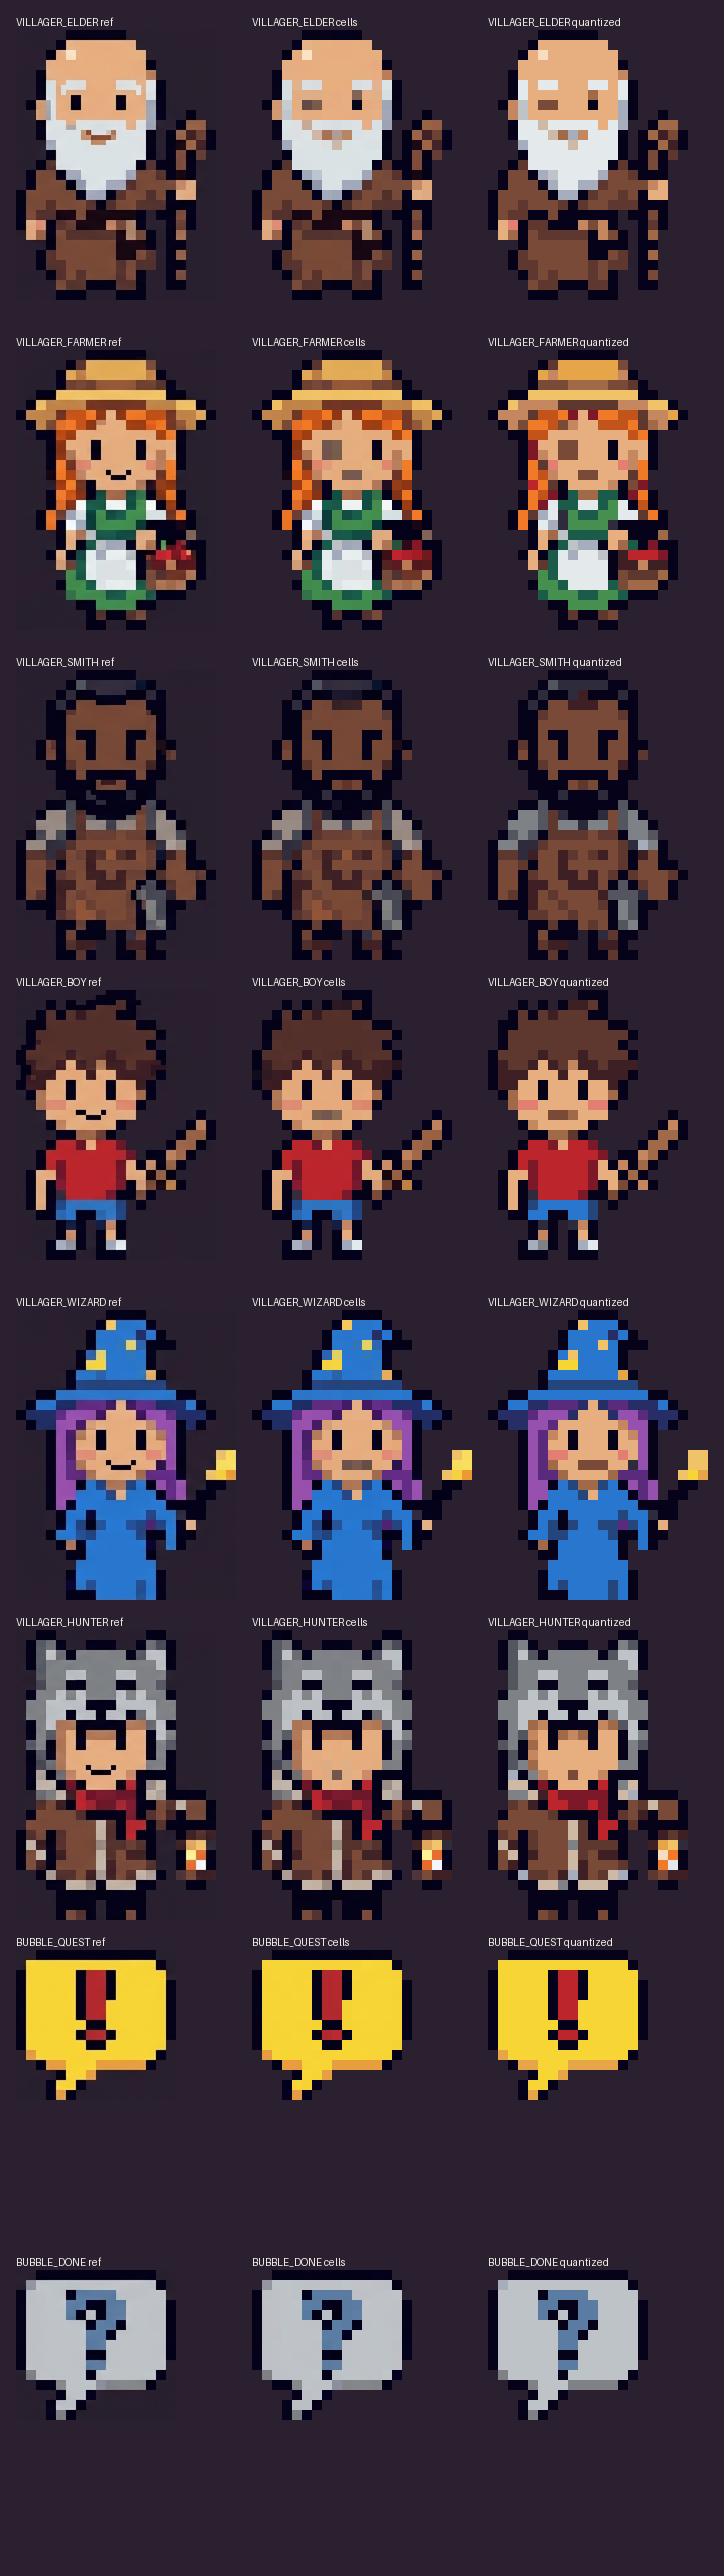 VILLAGER_ELDER ref VILLAGER_ELDER cells VILLAGER_ELDER quantized
VILLAGER_FARMER ref VILLAGER_FARMER cells VILLAGER_FARMER quantized
VILLAGER_SMITH ref VILLAGER_SMITH cells VILLAGER_SMITH quantized
VILLAGER_BOY ref VILLAGER_BOY cells VILLAGER_BOY quantized
VILLAGER_WIZARD ref VILLAGER_WIZARD cells VILLAGER_WIZARD quantized
VILLAGER_HUNTER ref VILLAGER_HUNTER cells VILLAGER_HUNTER quantized
BUBBLE_QUEST ref BUBBLE_QUEST cells BUBBLE_QUEST quantized
! ! !
BUBBLE_DONE ref BUBBLE_DONE cells BUBBLE_DONE quantized
? ? ?